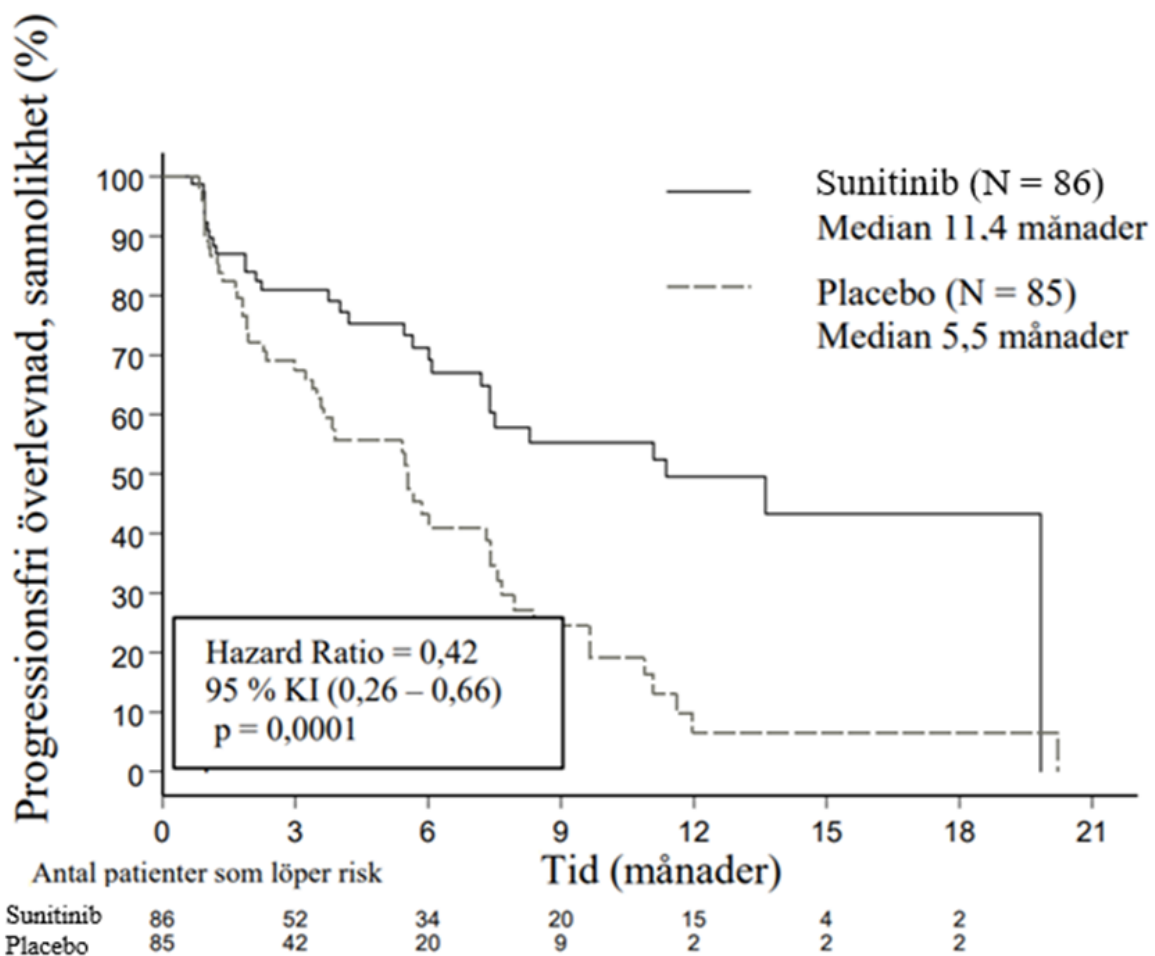 Progressionsfri överlevnad, sannolikhet (%)
100
90
80
70
60
50
40
30
20
10
0
Sunitinib (N = 86)
Median 11,4 månader
Placebo (N = 85)
Median 5,5 månader
Hazard Ratio = 0,42
95 % KI (0,26 – 0,66)
p = 0,0001
0 3 6 9 12 15 18 21
Tid (månader)
Antal patienter som löper risk
Sunitinib 86 52 34 20 15 4 2
Placebo 85 42 20 9 2 2 2